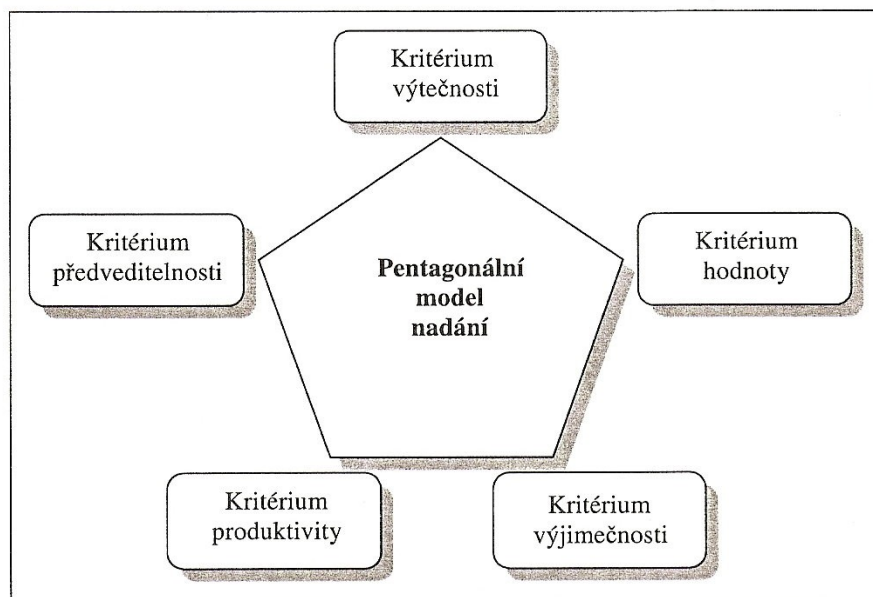 Kritérium
výtečnosti
Kritérium
předveditelnosti
Pentagonální
model
nadání
Kritérium
hodnoty
Kritérium
produktivity
Kritérium
výjimečnosti